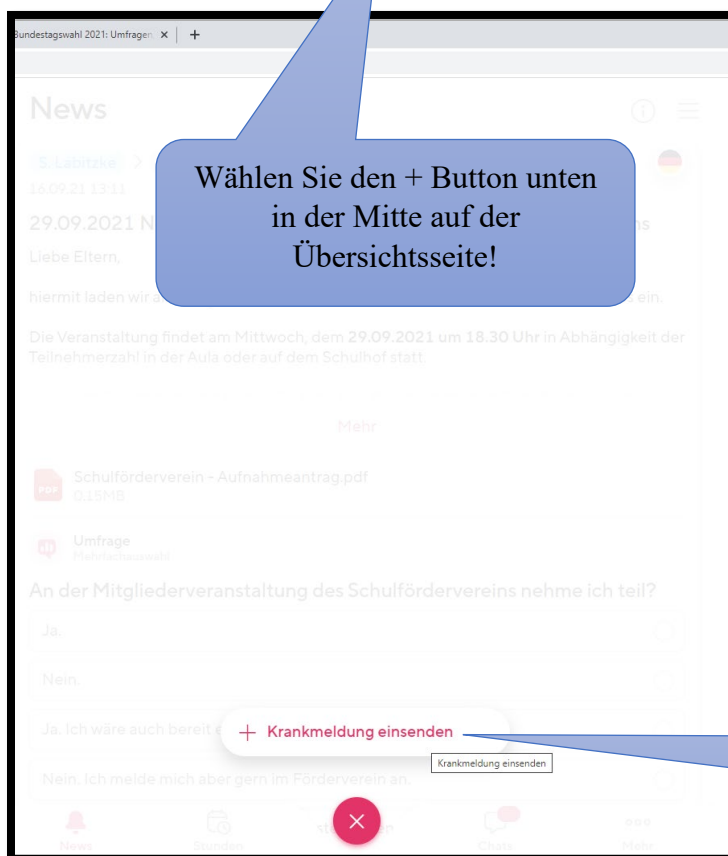 Bundestagswahl 2021: Umfragen × | +
News
S. Labitzke >
16.09.21 13:11
Wählen Sie den + Button unten
in der Mitte auf der
Übersichtsseite!
29.09.2021
Liebe Eltern,
hiermit laden wir ein.
Die Veranstaltung findet am Mittwoch, dem 29.09.2021 um 18.30 Uhr in Abhängigkeit der
Teilnehmerzahl in der Aula oder auf dem Schulhof statt.
Mehr
PDF
Schulförderverein - Aufnahmeantrag.pdf
0.15MB
Umfrage
Mehrfachauswahl
An der Mitgliederveranstaltung des Schulfördervereins nehme ich teil?
Ja.
Nein.
Ja. Ich wäre auch bereit
+ Krankmeldung einsenden
Krankmeldung einsenden
Nein. Ich melde mich aber gern im Förderverein an.
News Stunden Chats Mehr